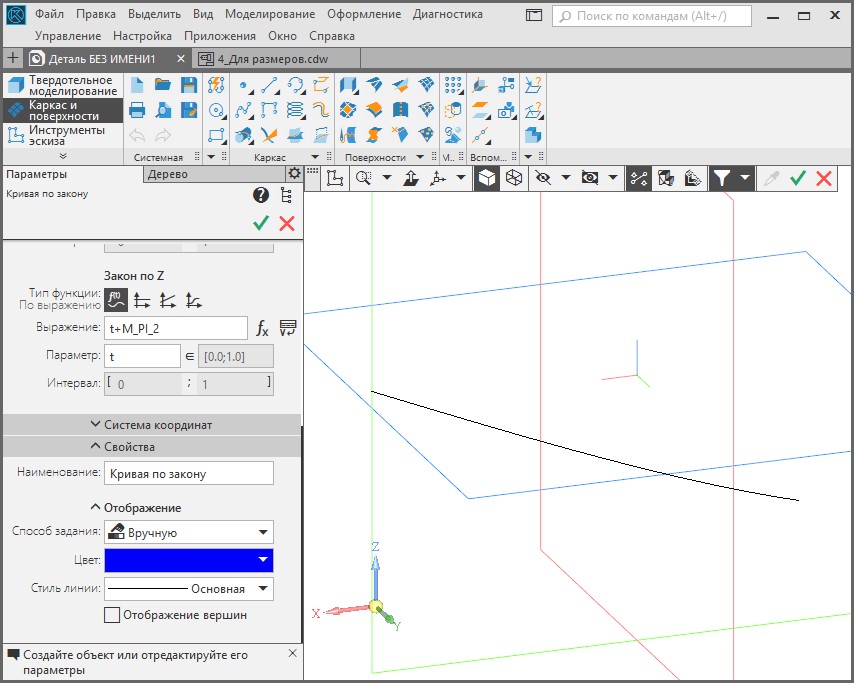 Файл Правка Выделить Вид Моделирование Оформление Диагностика
Поиск по командам (Alt+/)
Управление Настройка Приложения Окно Справка
Деталь БЕЗ ИМЕНИ1
4_Для размеров.cdw
Твердотельное
моделирование
Каркас и
поверхности
Инструменты
эскиза
Системная
Каркас
Поверхности
М..
Вспом...
Параметры
Дерево
Кривая по закону
Закон по Z
Тип функции:
По выражению
Выражение: t+M_PI_2
Параметр: t ∈ [0.0;1.0]
Интервал: [ 0 ; 1 ]
Система координат
Свойства
Наименование: Кривая по закону
Отображение
Способ задания: Вручную
Цвет:
Стиль линии: Основная
Отображение вершин
Создайте объект или отредактируйте его
параметры
Z
X
Y